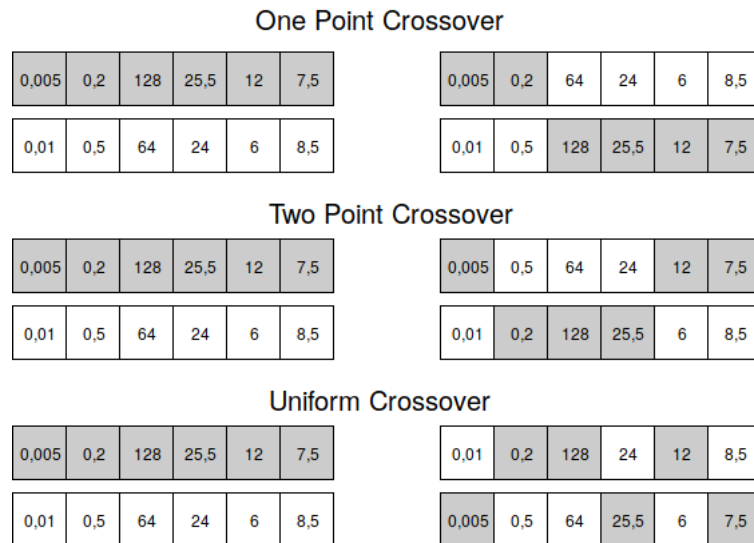 One Point Crossover
0,005 0,2 128 25,5 12 7,5 0,005 0,2 64 24 6 8,5
0,01 0,5 64 24 6 8,5 0,01 0,5 128 25,5 12 7,5
Two Point Crossover
0,005 0,2 128 25,5 12 7,5 0,005 0,5 64 24 12 7,5
0,01 0,5 64 24 6 8,5 0,01 0,2 128 25,5 6 8,5
Uniform Crossover
0,005 0,2 128 25,5 12 7,5 0,01 0,2 128 24 12 8,5
0,01 0,5 64 24 6 8,5 0,005 0,5 64 25,5 6 7,5